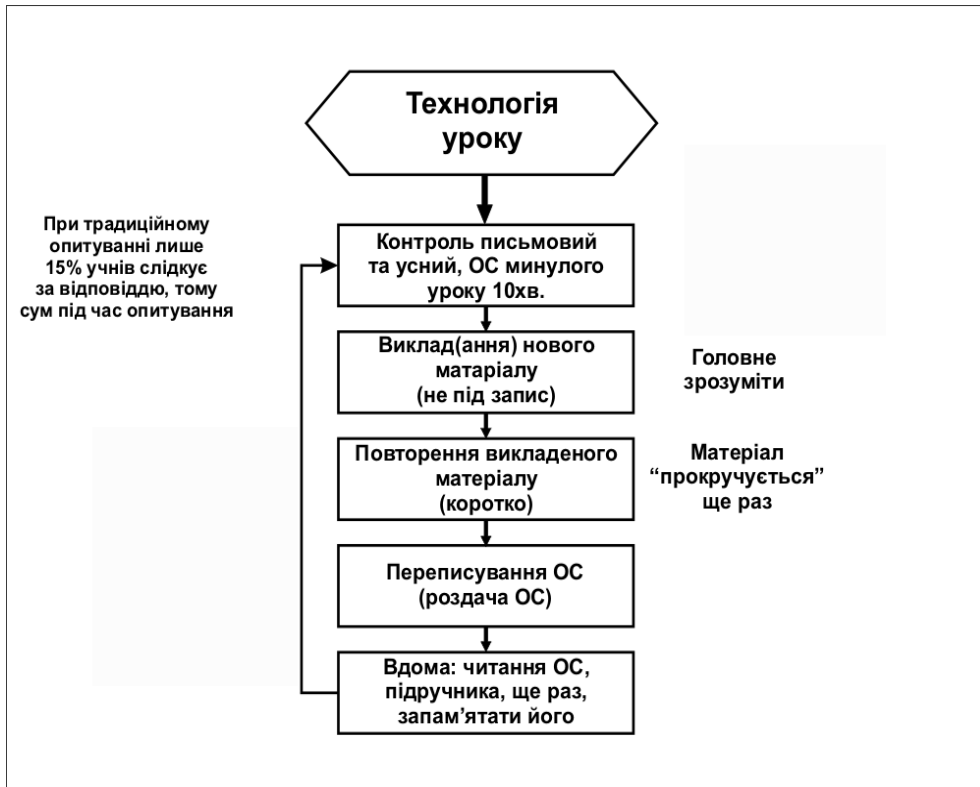 Технологія
уроку
При традиційному
опитуванні лише
15% учнів слідкує
за відповіддю, тому
сум під час опитування
Контроль письмовий
та усний, ОС минулого
уроку 10хв.
Виклад(ання) нового
матаріалу
(не під запис)
Головне
зрозуміти
Повторення викладеного
матеріалу
(коротко)
Матеріал
“прокручується”
ще раз
Переписування ОС
(роздача ОС)
Вдома: читання ОС,
підручника, ще раз,
запам’ятати його